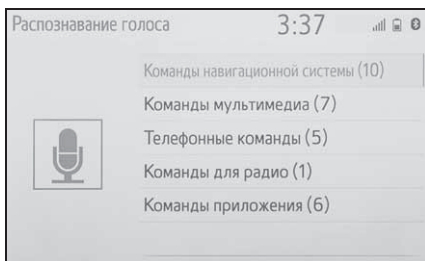 Распознавание голоса 3:37
Команды навигационной системы (10)
Команды мультимедиа (7)
Телефонные команды (5)
Команды для радио (1)
Команды приложения (6)